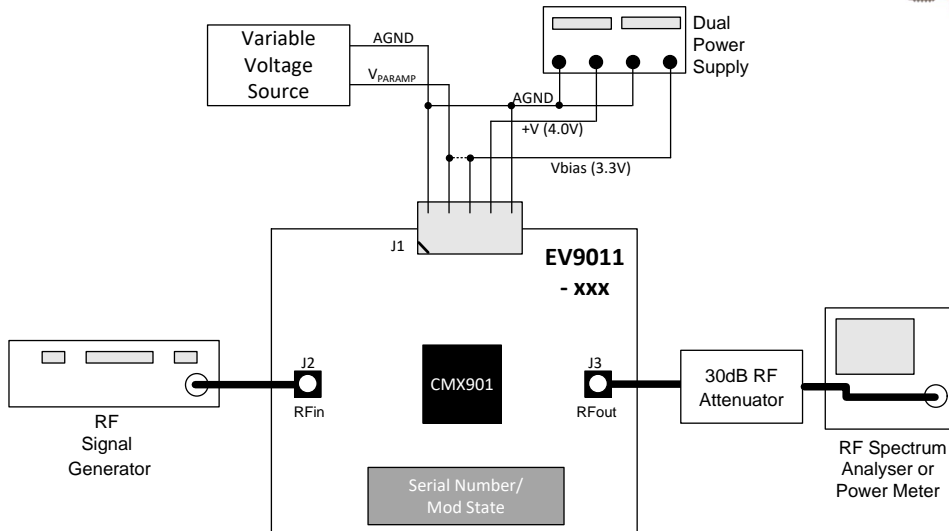 Variable
Voltage
Source
AGND
VPARAMP
Dual
Power
Supply
AGND
+V (4.0V)
Vbias (3.3V)
J1
EV9011
- xxx
J2
RFin
CMX901
J3
RFout
30dB RF
Attenuator
RF
Signal
Generator
RF Spectrum
Analyser or
Power Meter
Serial Number/
Mod State